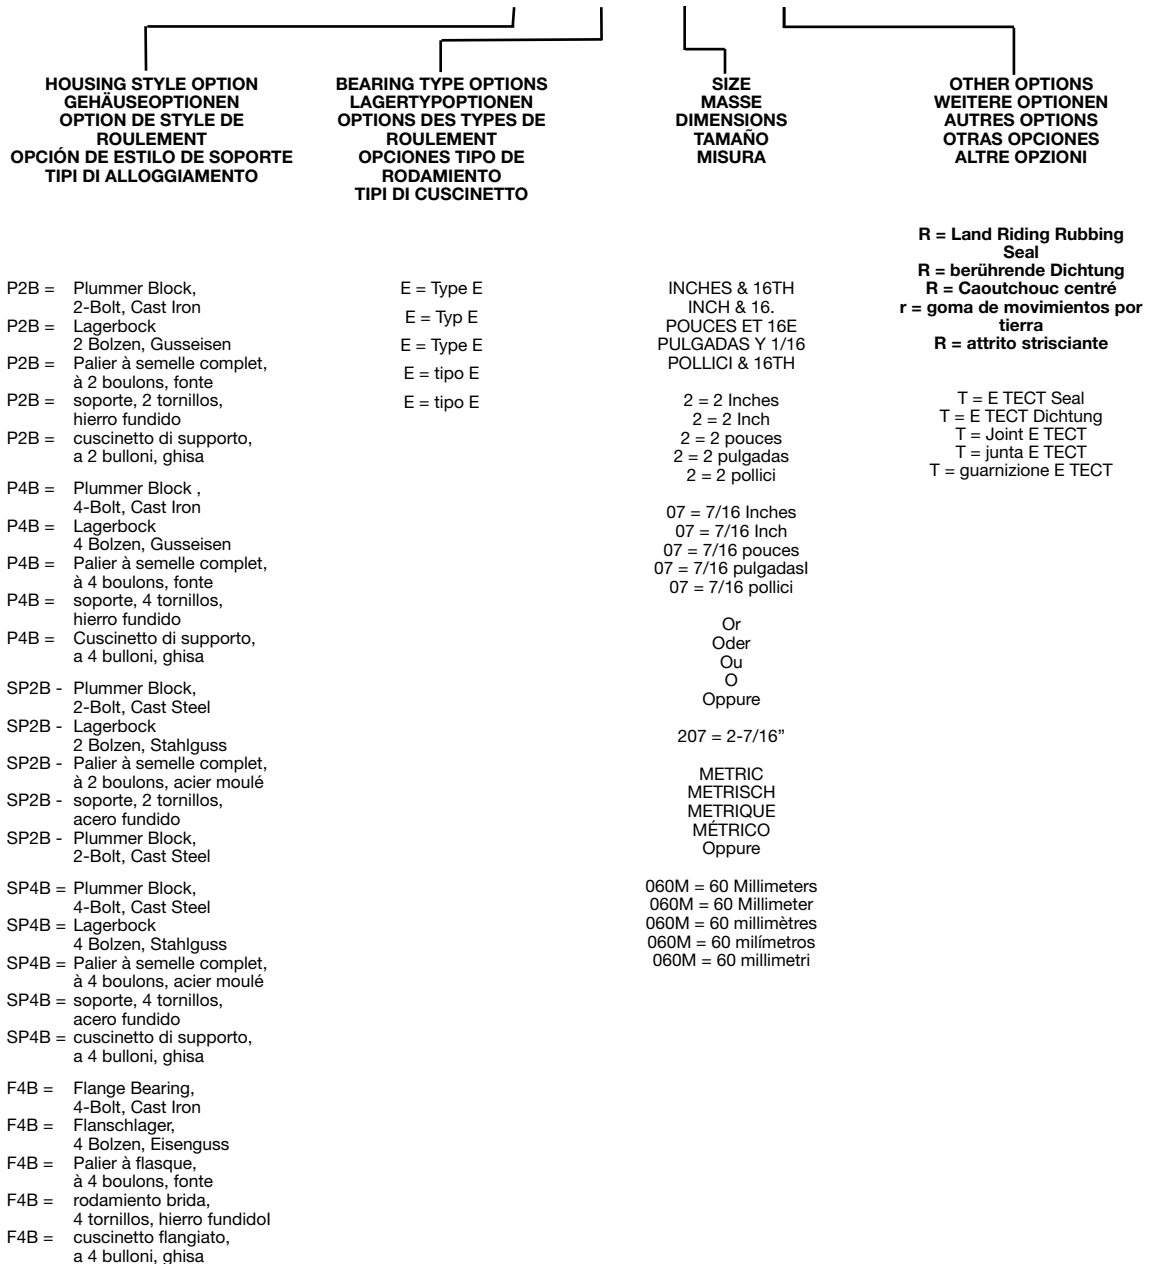 HOUSING STYLE OPTION
GEHÄUSEOPTIONEN
OPTION DE STYLE DE
ROULEMENT
OPCIÓN DE ESTILO DE SOPORTE
TIPI DI ALLOGGIAMENTO
BEARING TYPE OPTIONS
LAGERTYPOPTIONEN
OPTIONS DES TYPES DE
ROULEMENT
OPCIONES TIPO DE
RODAMIENTO
TIPI DI CUSCINETTO
SIZE
MASSE
DIMENSIONS
TAMAÑO
MISURA
OTHER OPTIONS
WEITERE OPTIONEN
AUTRES OPTIONS
OTRAS OPCIONES
ALTRE OPZIONI
P2B = Plummer Block,
2-Bolt, Cast Iron
P2B = Lagerbock
2 Bolzen, Gusseisen
P2B = Palier à semelle complet,
à 2 boulons, fonte
P2B = soporte, 2 tornillos,
hierro fundido
P2B = cuscinetto di supporto,
a 2 bulloni, ghisa
P4B = Plummer Block ,
4-Bolt, Cast Iron
P4B = Lagerbock
4 Bolzen, Gusseisen
P4B = Palier à semelle complet,
à 4 boulons, fonte
P4B = soporte, 4 tornillos,
hierro fundido
P4B = Cuscinetto di supporto,
a 4 bulloni, ghisa
SP2B - Plummer Block,
2-Bolt, Cast Steel
SP2B - Lagerbock
2 Bolzen, Stahlguss
SP2B - Palier à semelle complet,
à 2 boulons, acier moulé
SP2B - soporte, 2 tornillos,
acero fundido
SP2B - Plummer Block,
2-Bolt, Cast Steel
SP4B = Plummer Block,
4-Bolt, Cast Steel
SP4B = Lagerbock
4 Bolzen, Stahlguss
SP4B = Palier à semelle complet,
à 4 boulons, acier moulé
SP4B = soporte, 4 tornillos,
acero fundido
SP4B = cuscinetto di supporto,
a 4 bulloni, ghisa
F4B = Flange Bearing,
4-Bolt, Cast Iron
F4B = Flanschlager,
4 Bolzen, Eisenguss
F4B = Palier à flasque,
à 4 boulons, fonte
F4B = rodamiento brida,
4 tornillos, hierro fundidoI
F4B = cuscinetto flangiato,
a 4 bulloni, ghisa
E = Type E
E = Typ E
E = Type E
E = tipo E
E = tipo E
INCHES & 16TH
INCH & 16.
POUCES ET 16E
PULGADAS Y 1/16
POLLICI & 16TH
2 = 2 Inches
2 = 2 Inch
2 = 2 pouces
2 = 2 pulgadas
2 = 2 pollici
07 = 7/16 Inches
07 = 7/16 Inch
07 = 7/16 pouces
07 = 7/16 pulgadasI
07 = 7/16 pollici
Or
Oder
Ou
O
Oppure
207 = 2-7/16”
METRIC
METRISCH
METRIQUE
MÉTRICO
Oppure
060M = 60 Millimeters
060M = 60 Millimeter
060M = 60 millimètres
060M = 60 milímetros
060M = 60 millimetri
R = Land Riding Rubbing
Seal
R = berührende Dichtung
R = Caoutchouc centré
r = goma de movimientos por
tierra
R = attrito strisciante
T = E TECT Seal
T = E TECT Dichtung
T = Joint E TECT
T = junta E TECT
T = guarnizione E TECT